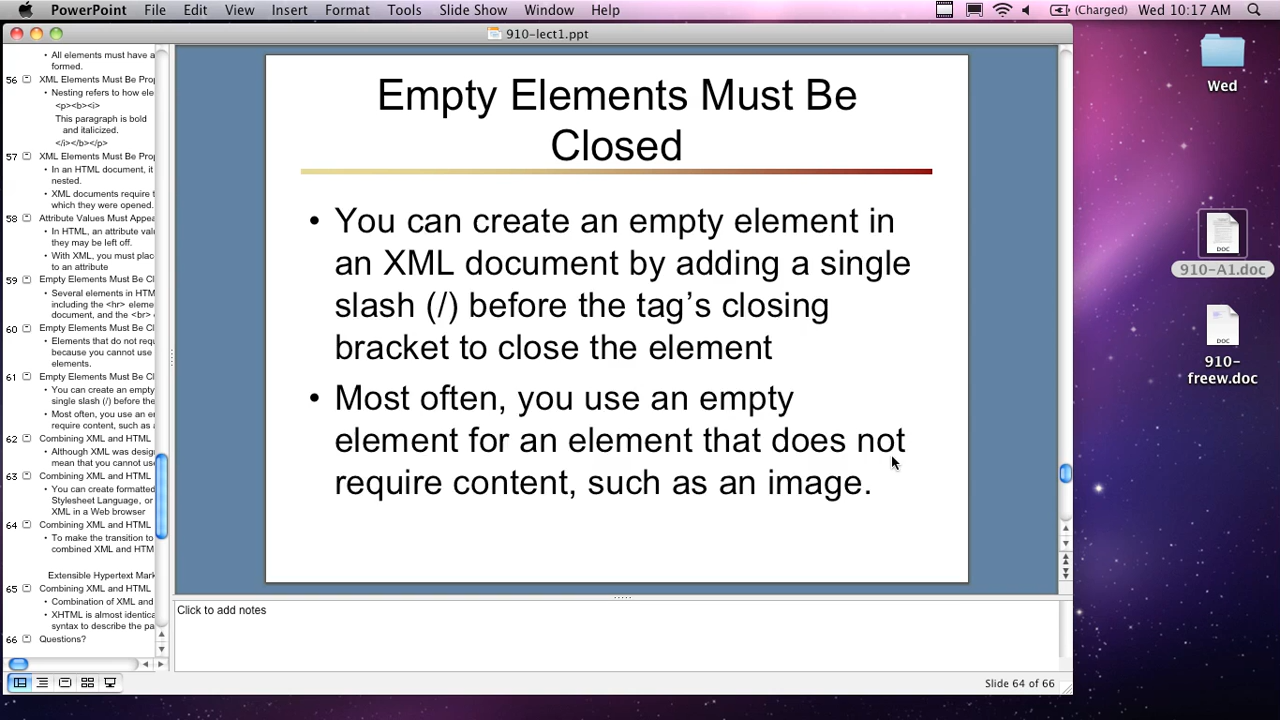 PowerPoint File Edit View Insert Format Tools Slide Show Window Help (Charged) Wed 10:17 AM
910-lect1.ppt
• All elements must have a
formed.
56 XML Elements Must Be Prop
• Nesting refers to how ele
<p><b><i>
This paragraph is bold
and italicized.
</i></b></p>
57 XML Elements Must Be Prop
• In an HTML document, it
nested.
• XML documents require t
which they were opened.
58 Attribute Values Must Appea
• In HTML, an attribute valu
they may be left off.
• With XML, you must place
to an attribute
59 Empty Elements Must Be Cl
• Several elements in HTM
including the <hr> eleme
document, and the <br>
60 Empty Elements Must Be Cl
• Elements that do not requ
because you cannot use
elements.
61 Empty Elements Must Be Cl
• You can create an empty
single slash (/) before the
• Most often, you use an en
require content, such as a
62 Combining XML and HTML
• Although XML was design
mean that you cannot use
63 Combining XML and HTML
• You can create formatted
Stylesheet Language, or
XML in a Web browser
64 Combining XML and HTML
• To make the transition to
combined XML and HTM
Extensible Hypertext Mark
65 Combining XML and HTML
• Combination of XML and
• XHTML is almost identica
syntax to describe the pa
66 Questions?
Empty Elements Must Be
Closed
• You can create an empty element in
an XML document by adding a single
slash (/) before the tag’s closing
bracket to close the element
• Most often, you use an empty
element for an element that does not
require content, such as an image.
Click to add notes
Slide 64 of 66
Wed
DOC
910-A1.doc
DOC
910-
freew.doc